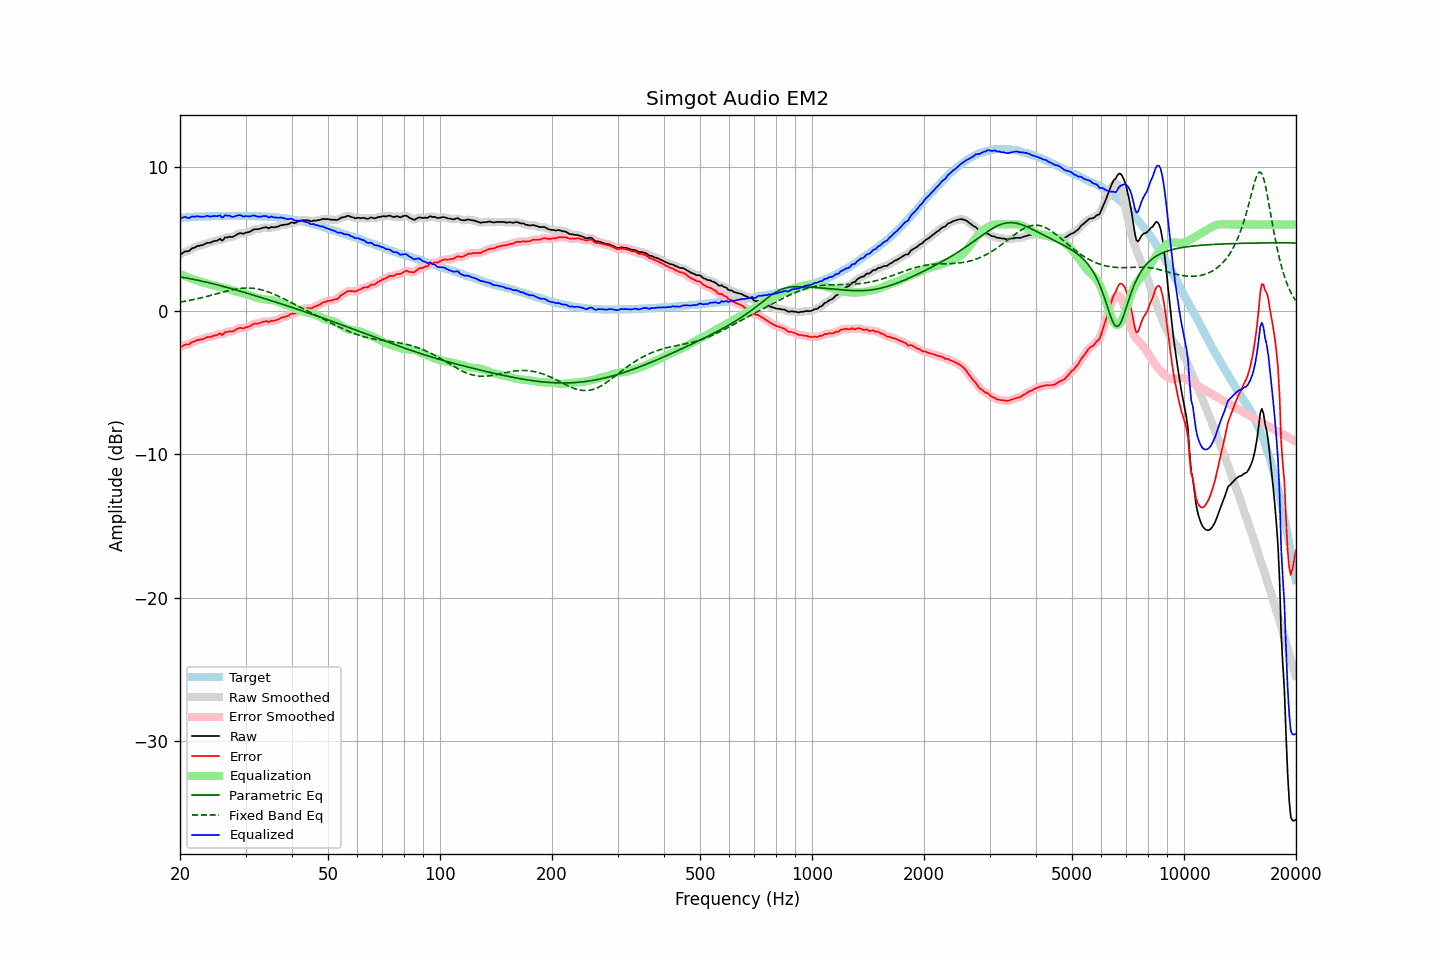 Simgot Audio EM2
Amplitude (dBr)
10
0
−10
−20
−30
Target
Raw Smoothed
Error Smoothed
Raw
Error
Equalization
Parametric Eq
Fixed Band Eq
Equalized
20 50 100 200 500 1000 2000 5000 10000 20000
Frequency (Hz)